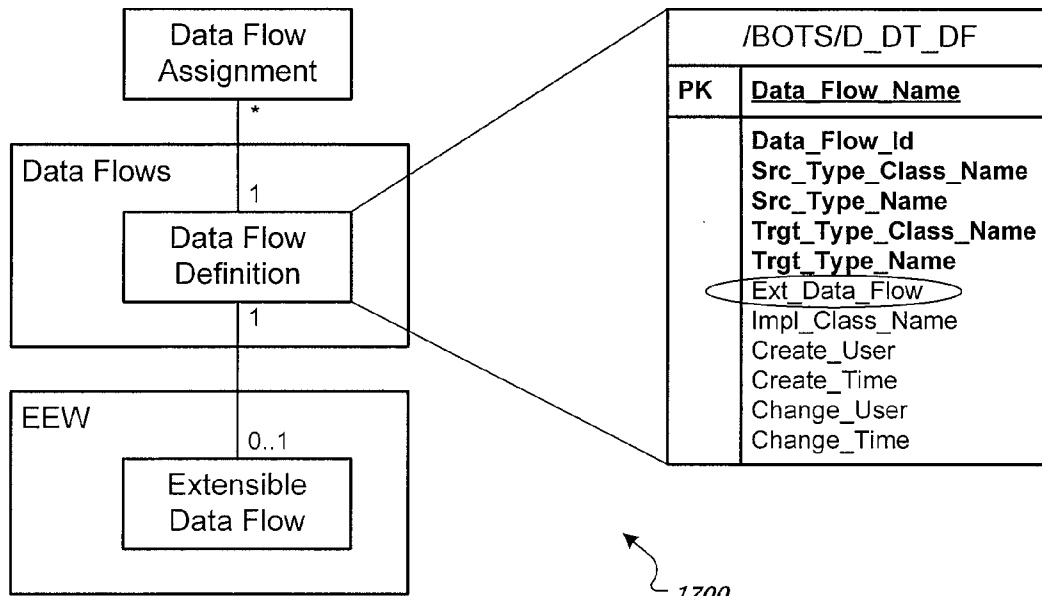 Data Flow
Assignment
*
Data Flows
1
Data Flow
Definition
1
EEW
0..1
Extensible
Data Flow
/BOTS/D_DT_DF
PK
Data_Flow_Name
Data_Flow_Id
Src_Type_Class_Name
Src_Type_Name
Trgt_Type_Class_Name
Trgt_Type_Name
Ext_Data_Flow
Impl_Class_Name
Create_User
Create_Time
Change_User
Change_Time
1700